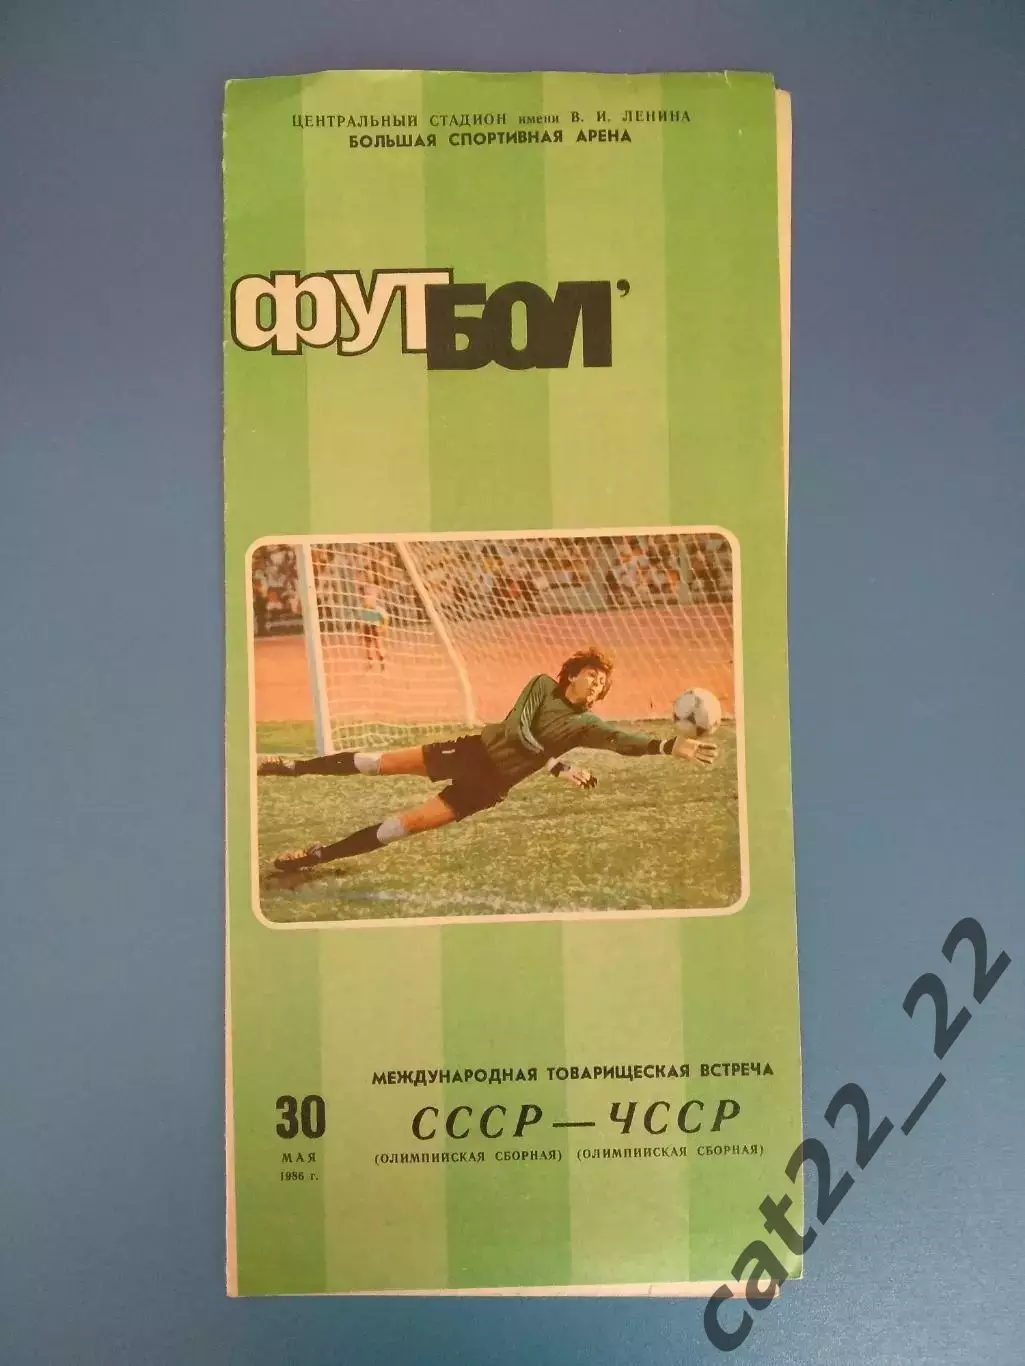 ЦЕНТРАЛЬНЫЙ СТАДИОН имени В. И. ЛЕНИНА
БОЛЬШАЯ СПОРТИВНАЯ АРЕНА
ФУТБОЛ'
МЕЖДУНАРОДНАЯ ТОВАРИЩЕСКАЯ ВСТРЕЧА
30 СССР—ЧССР
МАЯ (ОЛИМПИЙСКАЯ СБОРНАЯ) (ОЛИМПИЙСКАЯ СБОРНАЯ)
1986 г.
cat22_22